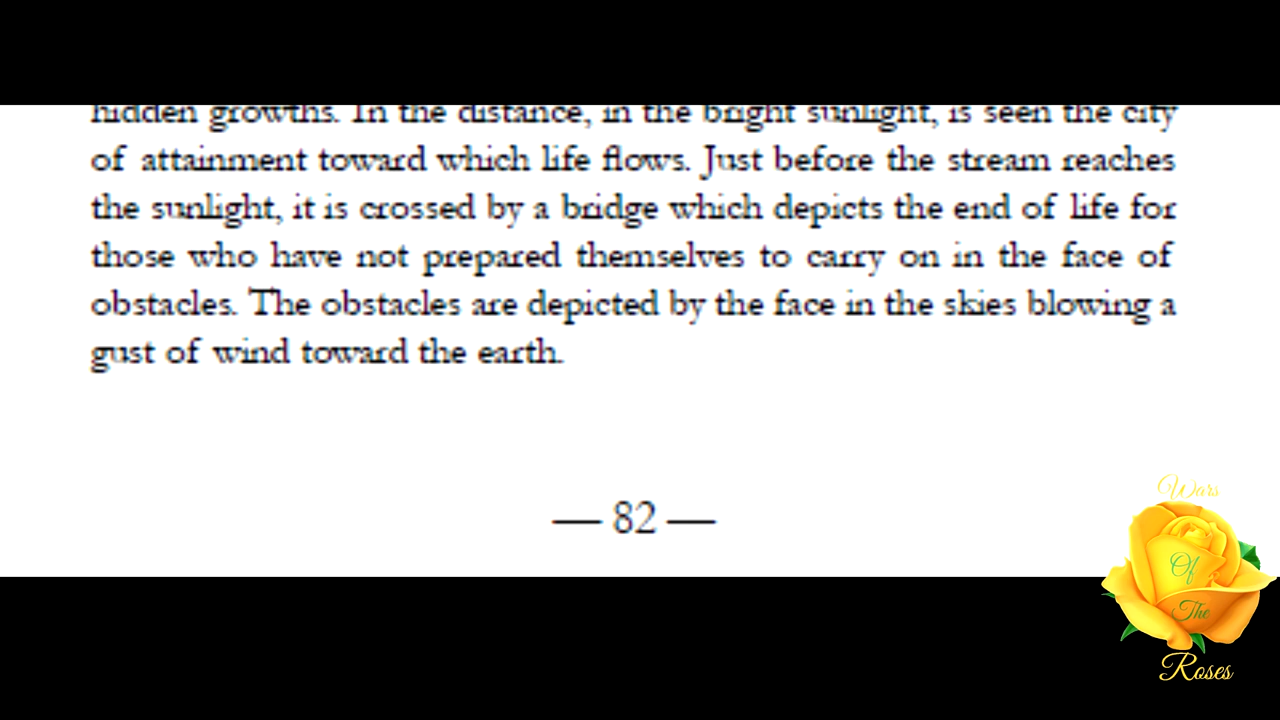 hidden growths. In the distance, in the bright sunlight, is seen the city
of attainment toward which life flows. Just before the stream reaches
the sunlight, it is crossed by a bridge which depicts the end of life for
those who have not prepared themselves to carry on in the face of
obstacles. The obstacles are depicted by the face in the skies blowing a
gust of wind toward the earth.
— 82 —
Wars
Of
The
Roses